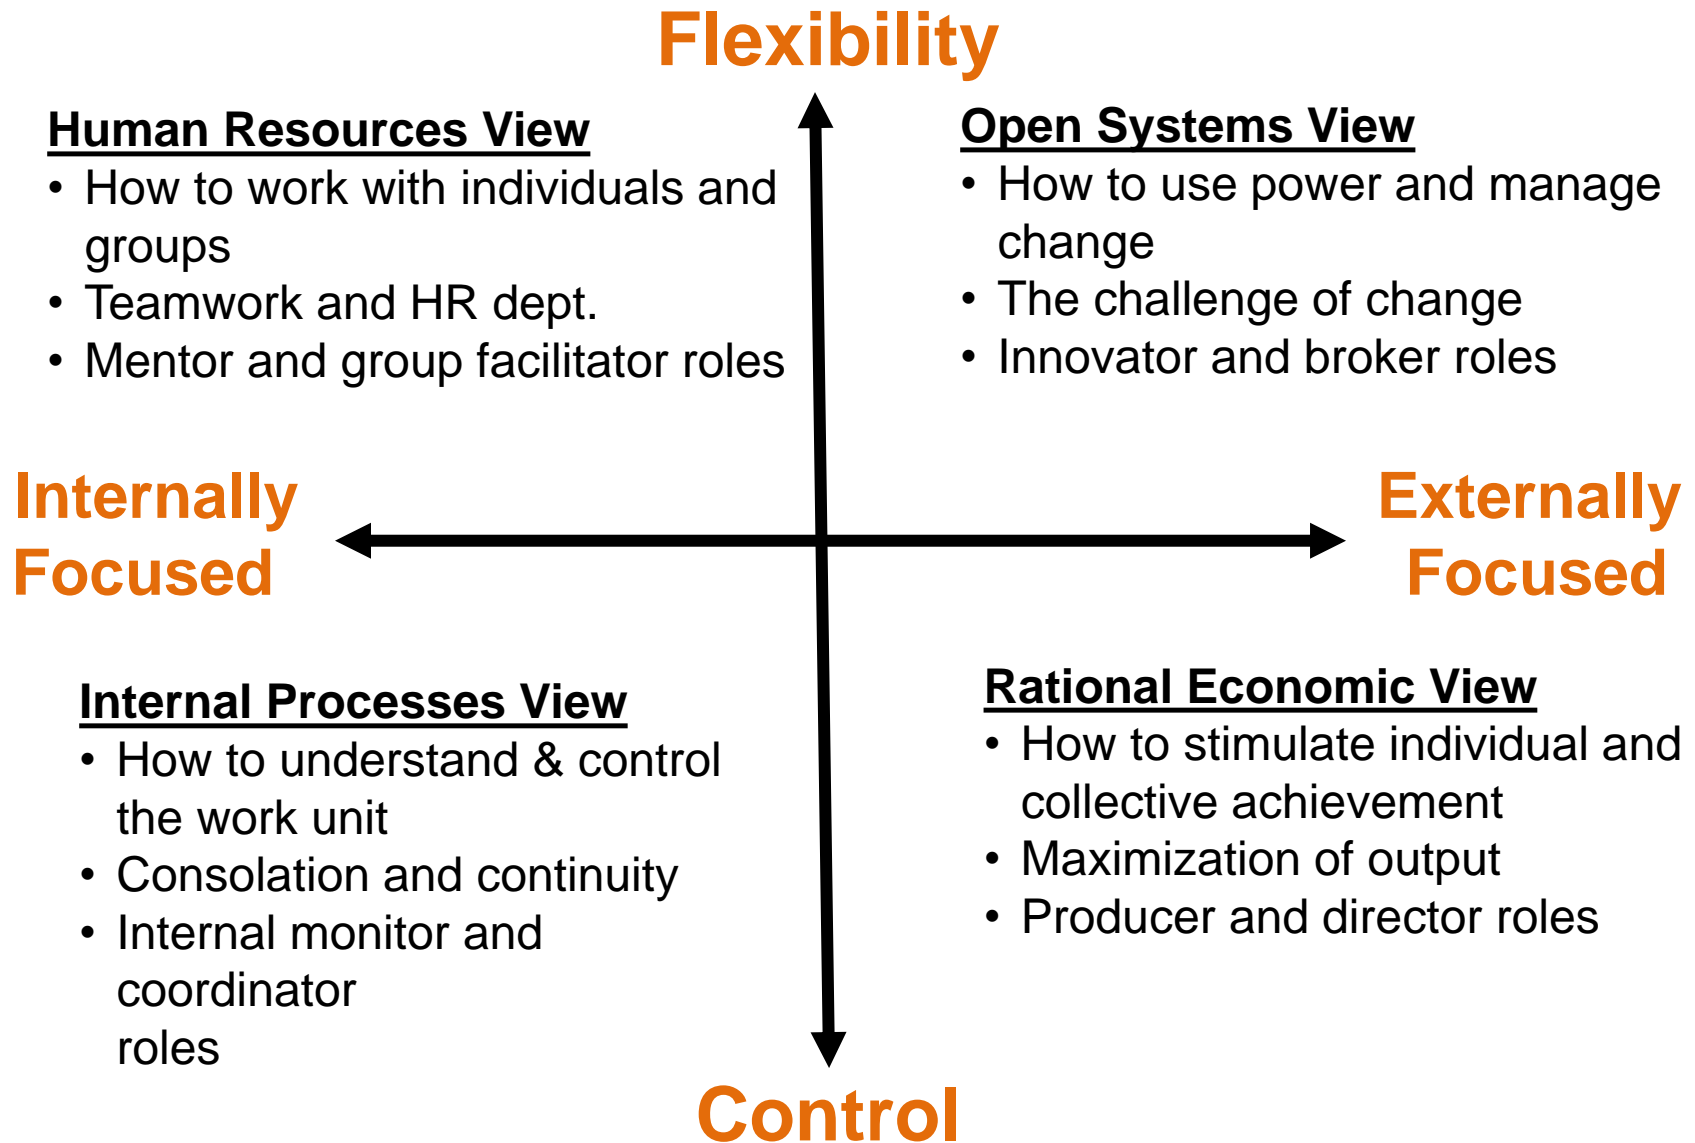 Flexibility
Human Resources View
• How to work with individuals and
groups
• Teamwork and HR dept.
• Mentor and group facilitator roles
Open Systems View
• How to use power and manage
change
• The challenge of change
• Innovator and broker roles
Internally
Focused
Externally
Focused
Internal Processes View
• How to understand & control
the work unit
• Consolation and continuity
• Internal monitor and
coordinator
roles
Rational Economic View
• How to stimulate individual and
collective achievement
• Maximization of output
• Producer and director roles
Control